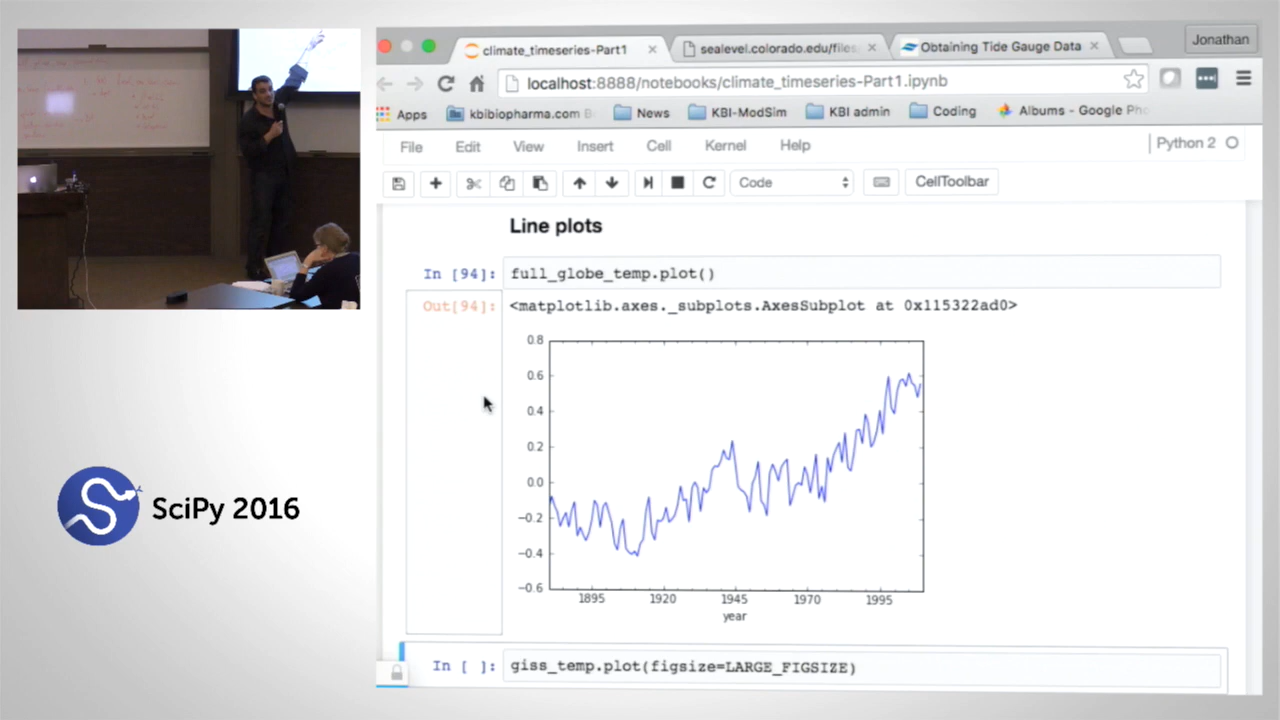 climate_timeseries-Part1
sealevel.colorado.edu/files
Obtaining Tide Gauge Data
Jonathan
localhost:8888/notebooks/climate_timeseries-Part1.ipynb
Apps
kbibiopharma.com
News
KBI-ModSim
KBI admin
Coding
Albums - Google Pho
File
Edit
View
Insert
Cell
Kernel
Help
Python 2
Code
CellToolbar
Line plots
In [94]:
full_globe_temp.plot()
Out[94]:
<matplotlib.axes._subplots.AxesSubplot at 0x115322ad0>
0.8
0.6
0.4
0.2
0.0
−0.2
−0.4
−0.6
1895
1920
1945
1970
1995
year
In [ ]:
giss_temp.plot(figsize=LARGE_FIGSIZE)
SciPy 2016